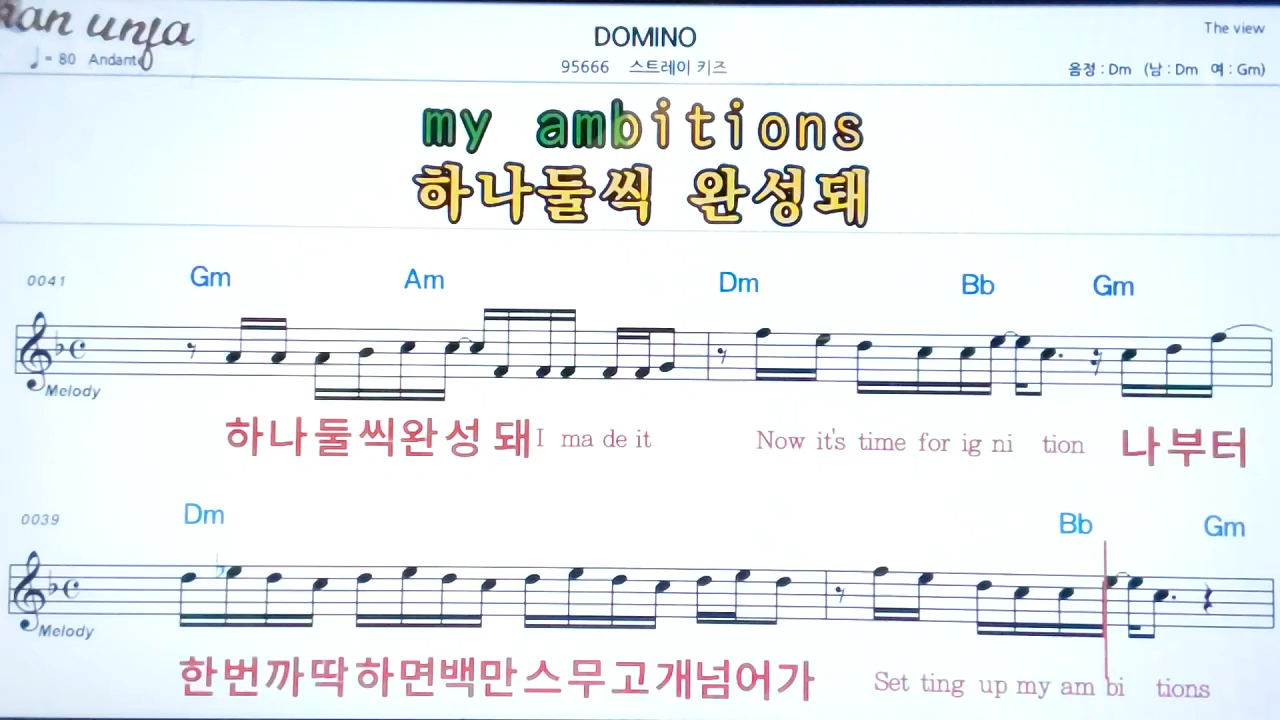 an unja
♩= 80 Andante
DOMINO
95666 스트레이 키즈
The view
음정 : Dm (남 : Dm 여 : Gm)
my ambitions
하나둘씩 완성돼
0041 Gm Am Dm Bb Gm
Melody
하나둘씩완성돼 I ma de it Now it's time for ig ni tion 나부터
0039 Dm Bb Gm
Melody
한번까딱하면백만스무고개넘어가 Set ting up my am bi tions